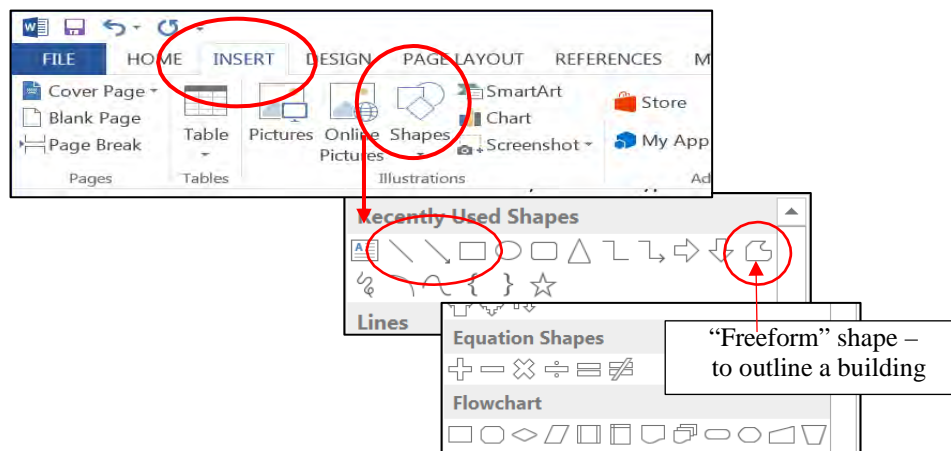 FILE HOME INSERT DESIGN PAGE LAYOUT REFERENCES M
Cover Page
Blank Page
Page Break
Table
Pictures
Online Pictures
Shapes
SmartArt
Chart
Screenshot
Store
My App
Pages Tables Illustrations Ad
Recently Used Shapes
A
Lines
Equation Shapes
Flowchart
“Freeform” shape –
to outline a building